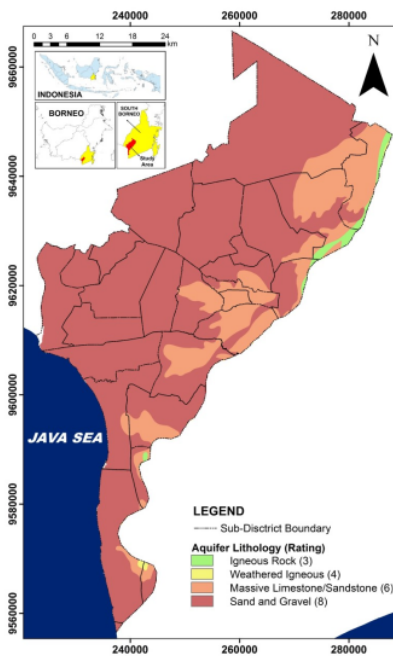 240000 260000 280000
0 3 6 12 18 24
km
N
INDONESIA
BORNEO
SOUTH
BORNEO
Study
Area
9660000
9640000
9620000
9600000
9580000
9560000
JAVA SEA
LEGEND
Sub-Disctrict Boundary
Aquifer Lithology (Rating)
Igneous Rock (3)
Weathered Igneous (4)
Massive Limestone/Sandstone (6)
Sand and Gravel (8)
240000 260000 280000